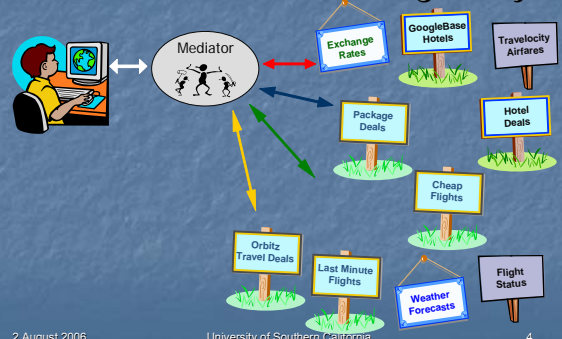 Mediator
Exchange
Rates
GoogleBase
Hotels
Travelocity
Airfares
Package
Deals
Hotel
Deals
Cheap
Flights
Orbitz
Travel Deals
Last Minute
Flights
Weather
Forecasts
Flight
Status
2 August 2006
University of Southern California
4